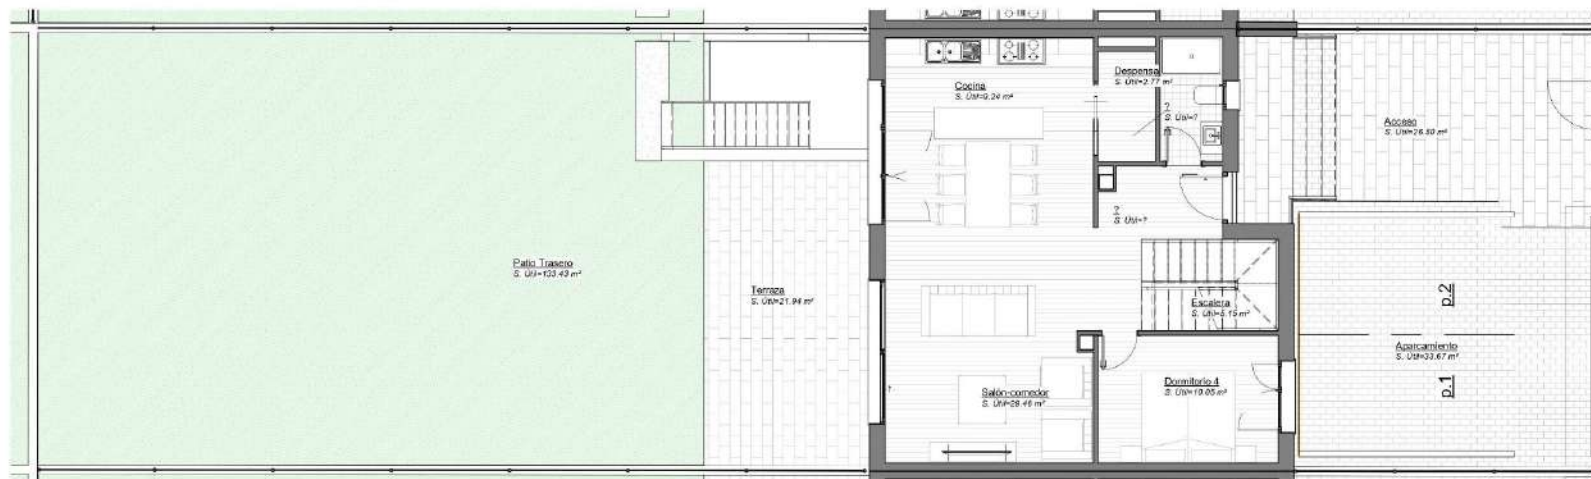 Cocina
S. Útil=9.24 m²
Despensa
S. Útil=2.77 m²
?
S. Útil=?
Acceso
S. Útil=26.50 m²
?
S. Útil=?
Patio Trasero
S. Útil=133.43 m²
Terraza
S. Útil=21.94 m²
Escalera
S. Útil=5.15 m²
p.2
Aparcamiento
S. Útil=33.67 m²
p.1
Salón-comedor
S. Útil=28.46 m²
Dormitorio 4
S. Útil=10.05 m²